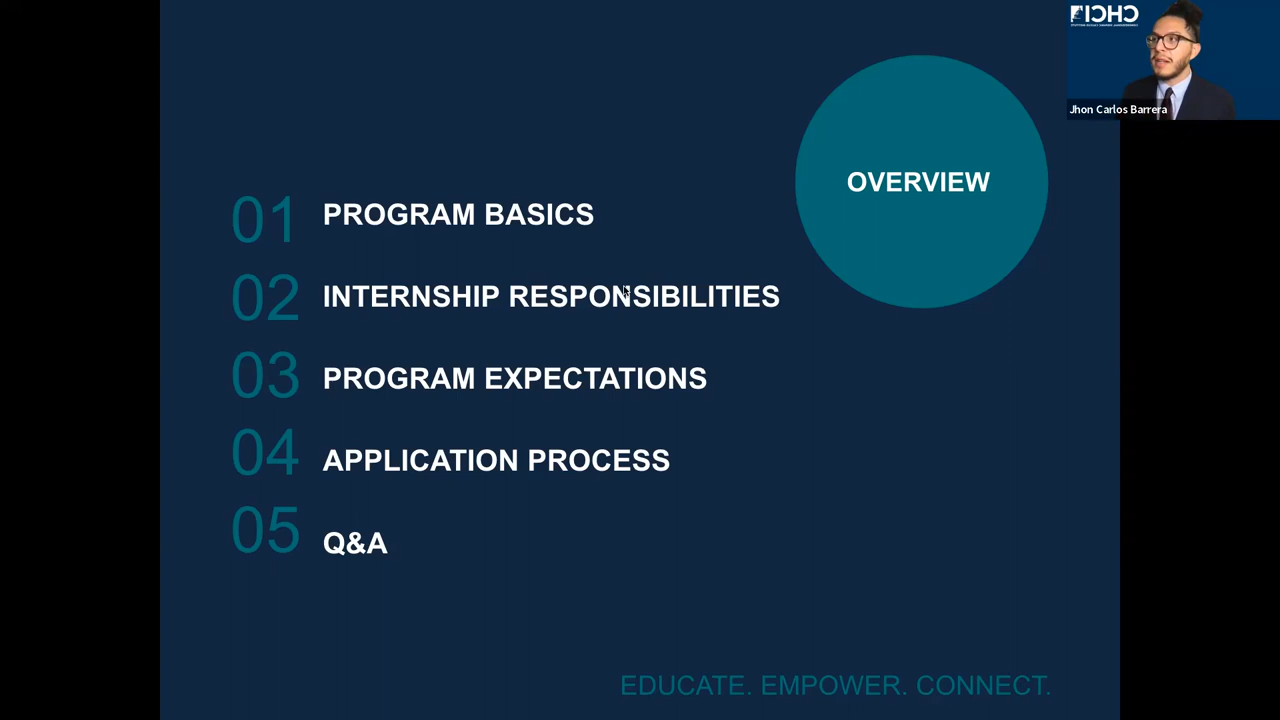 CHCI
Jhon Carlos Barrera
OVERVIEW
01 PROGRAM BASICS
02 INTERNSHIP RESPONSIBILITIES
03 PROGRAM EXPECTATIONS
04 APPLICATION PROCESS
05 Q&A
EDUCATE. EMPOWER. CONNECT.